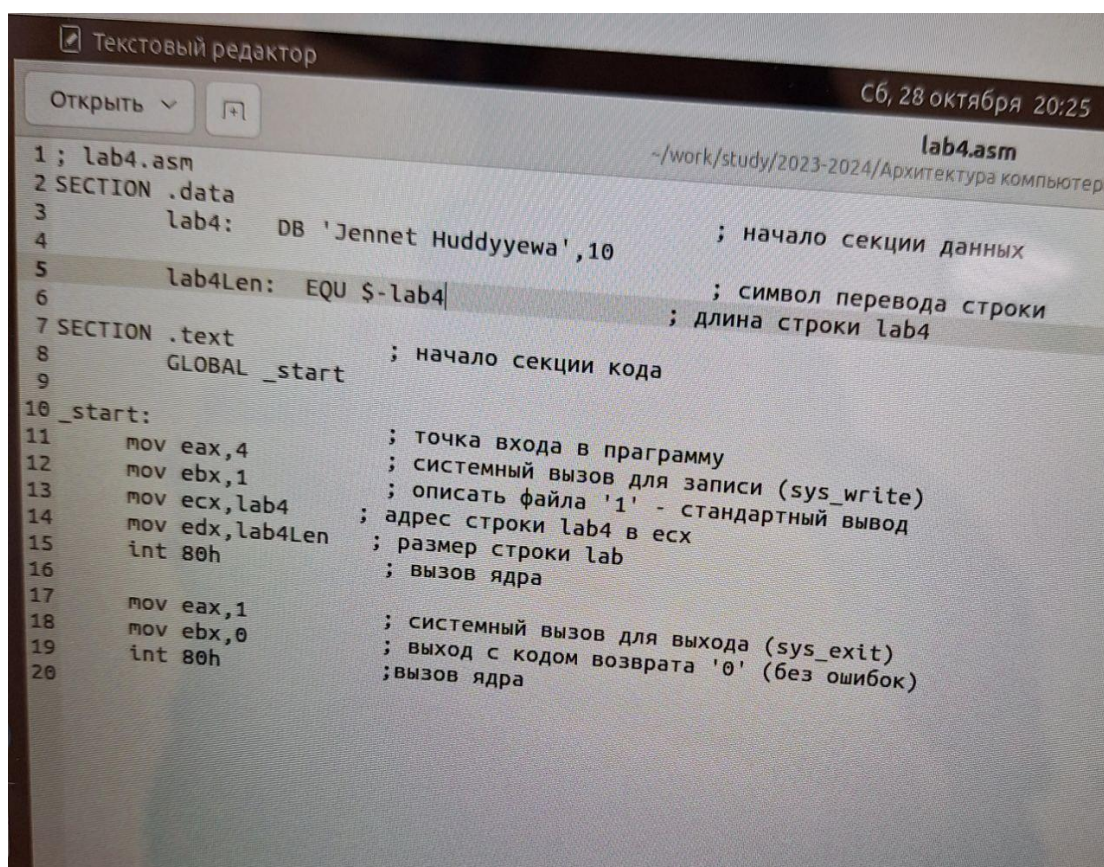 Текстовый редактор
Сб, 28 октября 20:25
Открыть
lab4.asm
~/work/study/2023-2024/Архитектура компьютер
1 ; lab4.asm
2 SECTION .data ; начало секции данных
3 lab4: DB 'Jennet Huddyyewa',10
4 ; символ перевода строки
5 lab4Len: EQU $-lab4 ; длина строки lab4
6
7 SECTION .text ; начало секции кода
8 GLOBAL _start
9
10 _start: ; точка входа в праграмму
11 mov eax,4 ; системный вызов для записи (sys_write)
12 mov ebx,1 ; описать файла '1' - стандартный вывод
13 mov ecx,lab4 ; адрес строки lab4 в ecx
14 mov edx,lab4Len ; размер строки lab
15 int 80h ; вызов ядра
16
17 mov eax,1 ; системный вызов для выхода (sys_exit)
18 mov ebx,0 ; выход с кодом возврата '0' (без ошибок)
19 int 80h ;вызов ядра
20